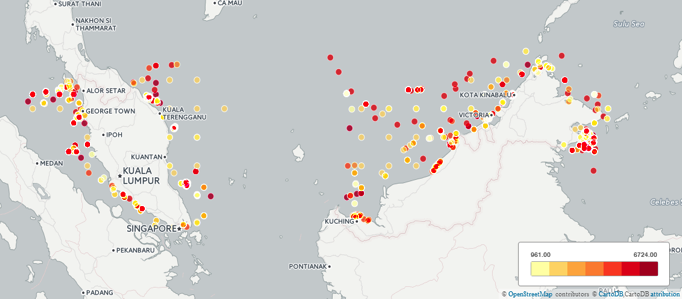 SURAT THANI
CA MAU
NAKHON SI
THAMMARAT
Sulu Sea
ALOR SETAR
KOTA KINABALU
GEORGE TOWN
KUALA
TERENGGANU
VICTORIA
IPOH
MEDAN
KUANTAN
KUALA
LUMPUR
Celebes
KUCHING
SINGAPORE
PEKANBARU
961.00
6724.00
PONTIANAK
PADANG
© OpenStreetMap contributors © CartoDB, CartoDB attribution